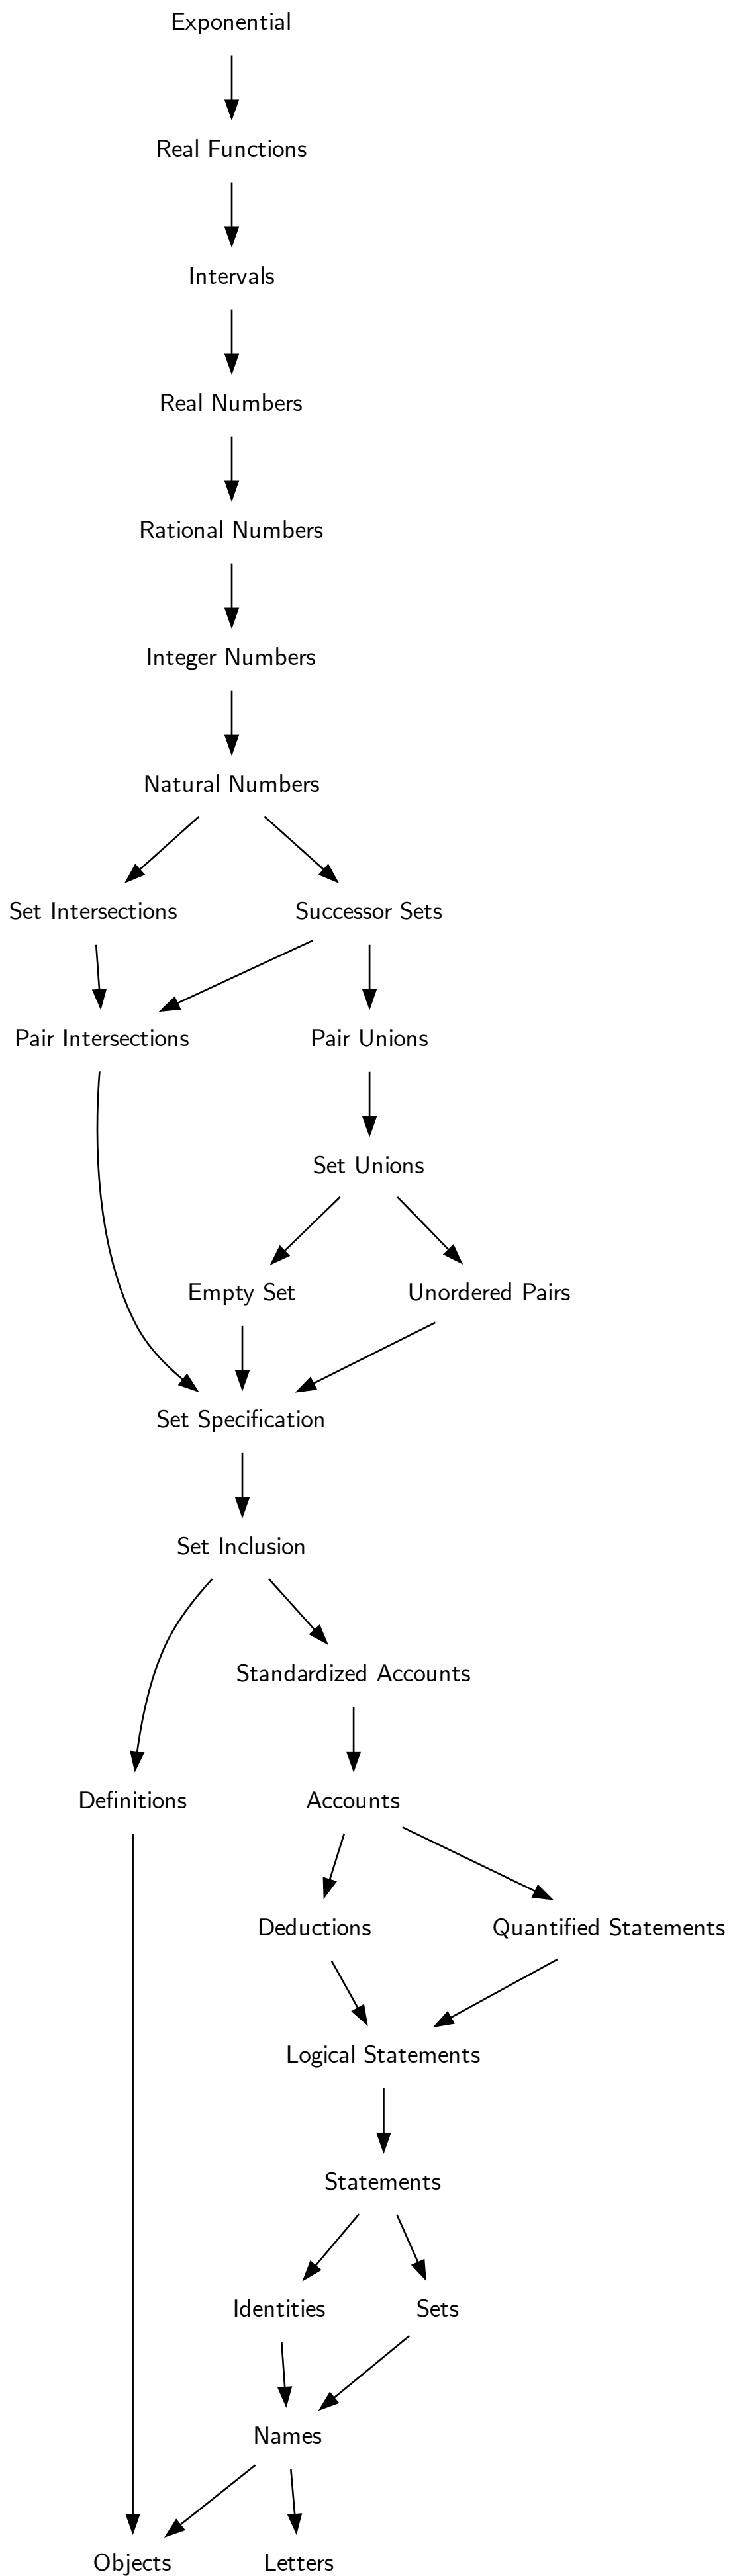 Exponential
Real Functions
Intervals
Real Numbers
Rational Numbers
Integer Numbers
Natural Numbers
Set Intersections
Successor Sets
Pair Intersections
Pair Unions
Set Unions
Empty Set
Unordered Pairs
Set Specification
Set Inclusion
Standardized Accounts
Definitions
Accounts
Deductions
Quantified Statements
Logical Statements
Statements
Identities
Sets
Names
Objects
Letters